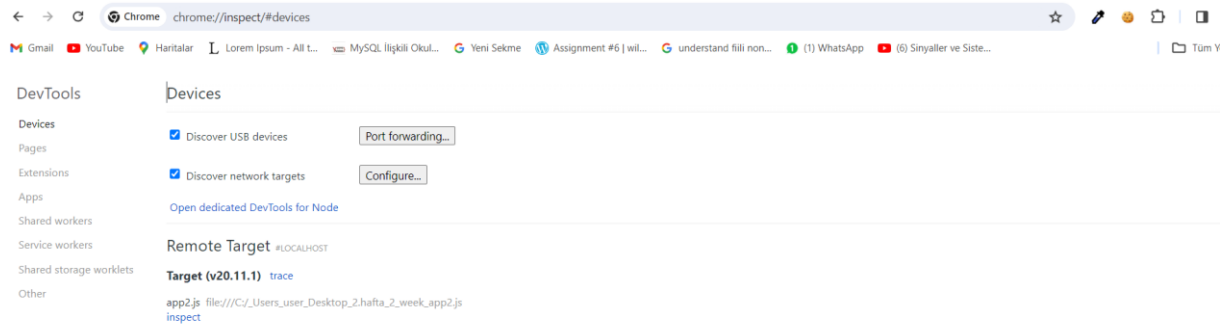 Chrome chrome://inspect/#devices
Gmail YouTube Haritalar Lorem Ipsum - All t... MySQL İlişkili Okul... Yeni Sekme Assignment #6 | wil... understand fiili non... (1) WhatsApp (6) Sinyaller ve Siste... Tüm Y
DevTools
Devices
Pages
Extensions
Apps
Shared workers
Service workers
Shared storage worklets
Other
Devices
Discover USB devices Port forwarding...
Discover network targets Configure...
Open dedicated DevTools for Node
Remote Target #LOCALHOST
Target (v20.11.1) trace
app2.js file:///C:/_Users_user_Desktop_2.hafta_2_week_app2.js
inspect